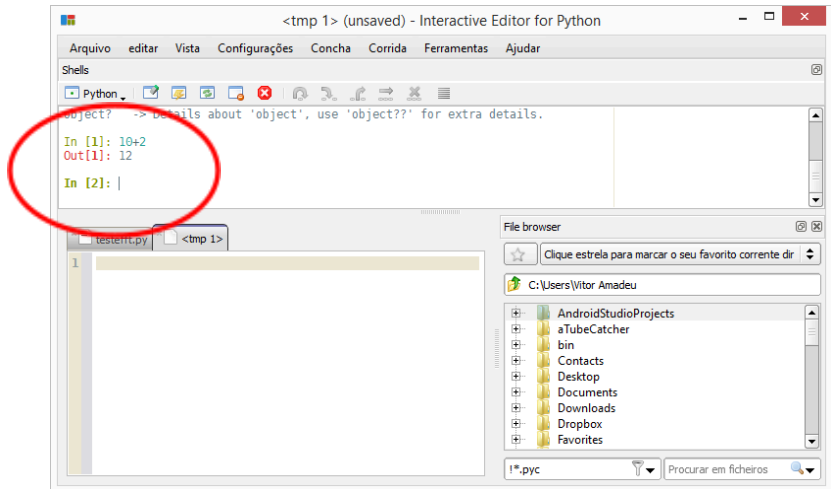 <tmp 1> (unsaved) - Interactive Editor for Python
Arquivo editar Vista Configurações Concha Corrida Ferramentas Ajudar
Shells
Python
object? -> Details about 'object', use 'object??' for extra details.
In [1]: 10+2
Out[1]: 12
In [2]:
testefft.py <tmp 1>
1
File browser
Clique estrela para marcar o seu favorito corrente dir
C:\Users\Vitor Amadeu
AndroidStudioProjects
aTubeCatcher
bin
Contacts
Desktop
Documents
Downloads
Dropbox
Favorites
!*.pyc Procurar em ficheiros